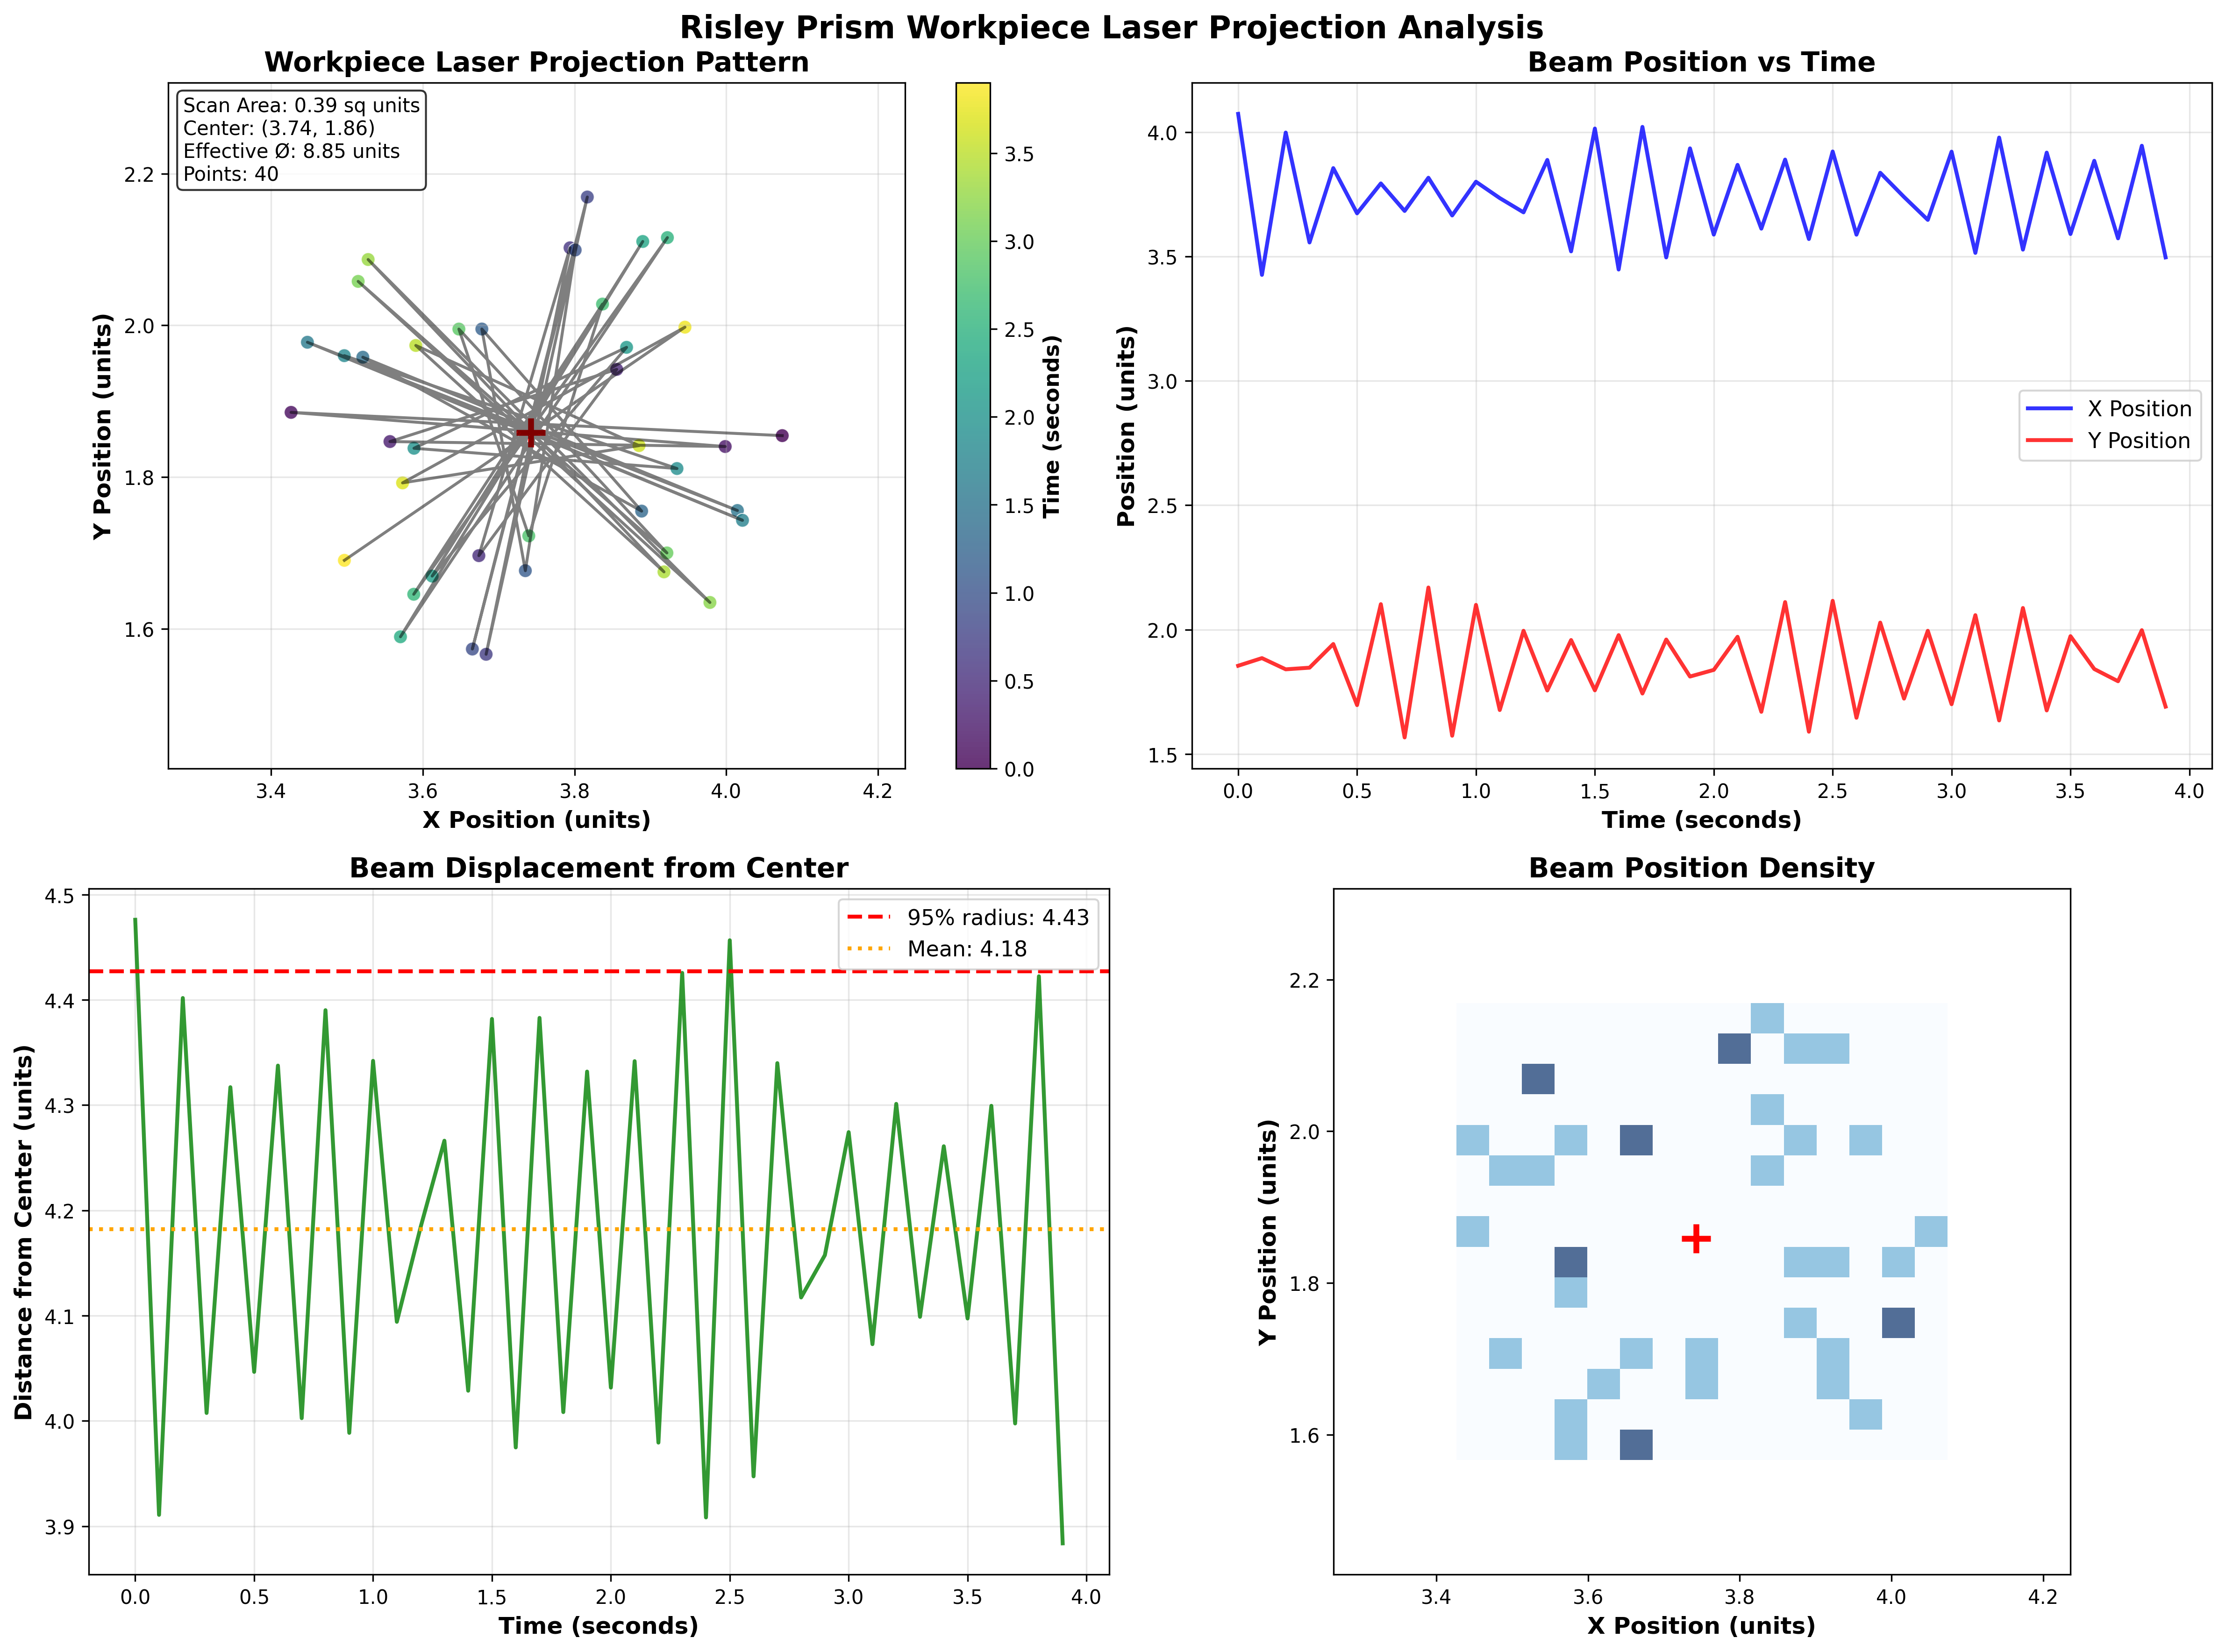 Risley Prism Workpiece Laser Projection Analysis
Workpiece Laser Projection Pattern
Scan Area: 0.39 sq units
Center: (3.74, 1.86)
Effective Ø: 8.85 units
Points: 40
2.2
2.0
1.8
1.6
Y Position (units)
3.4 3.6 3.8 4.0 4.2
X Position (units)
3.5
3.0
2.5
2.0
1.5
1.0
0.5
0.0
Time (seconds)
Beam Position vs Time
4.0
3.5
3.0
2.5
2.0
1.5
Position (units)
X Position
Y Position
0.0 0.5 1.0 1.5 2.0 2.5 3.0 3.5 4.0
Time (seconds)
Beam Displacement from Center
4.5
4.4
4.3
4.2
4.1
4.0
3.9
Distance from Center (units)
95% radius: 4.43
Mean: 4.18
0.0 0.5 1.0 1.5 2.0 2.5 3.0 3.5 4.0
Time (seconds)
Beam Position Density
2.2
2.0
1.8
1.6
Y Position (units)
3.4 3.6 3.8 4.0 4.2
X Position (units)